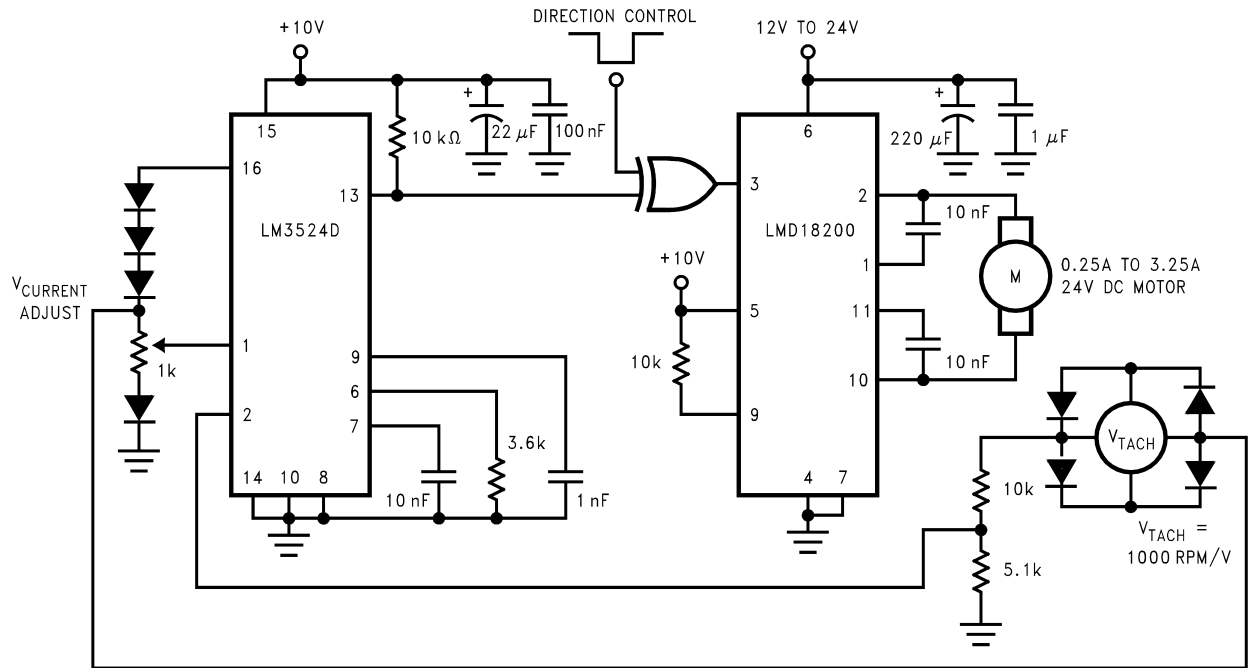 DIRECTION CONTROL
+10V
12V TO 24V
15
10 kΩ
+
22 μF
100 nF
6
+
220 μF
1 μF
16
13
LM3524D
3
2
LMD18200
10 nF
1
+10V
M
0.25A TO 3.25A
24V DC MOTOR
V CURRENT
ADJUST
5
11
1k
1
9
10k
10 nF
10
6
2
7
9
3.6k
V TACH
14
10
8
10 nF
1 nF
4
7
10k
V TACH =
1000 RPM/V
5.1k